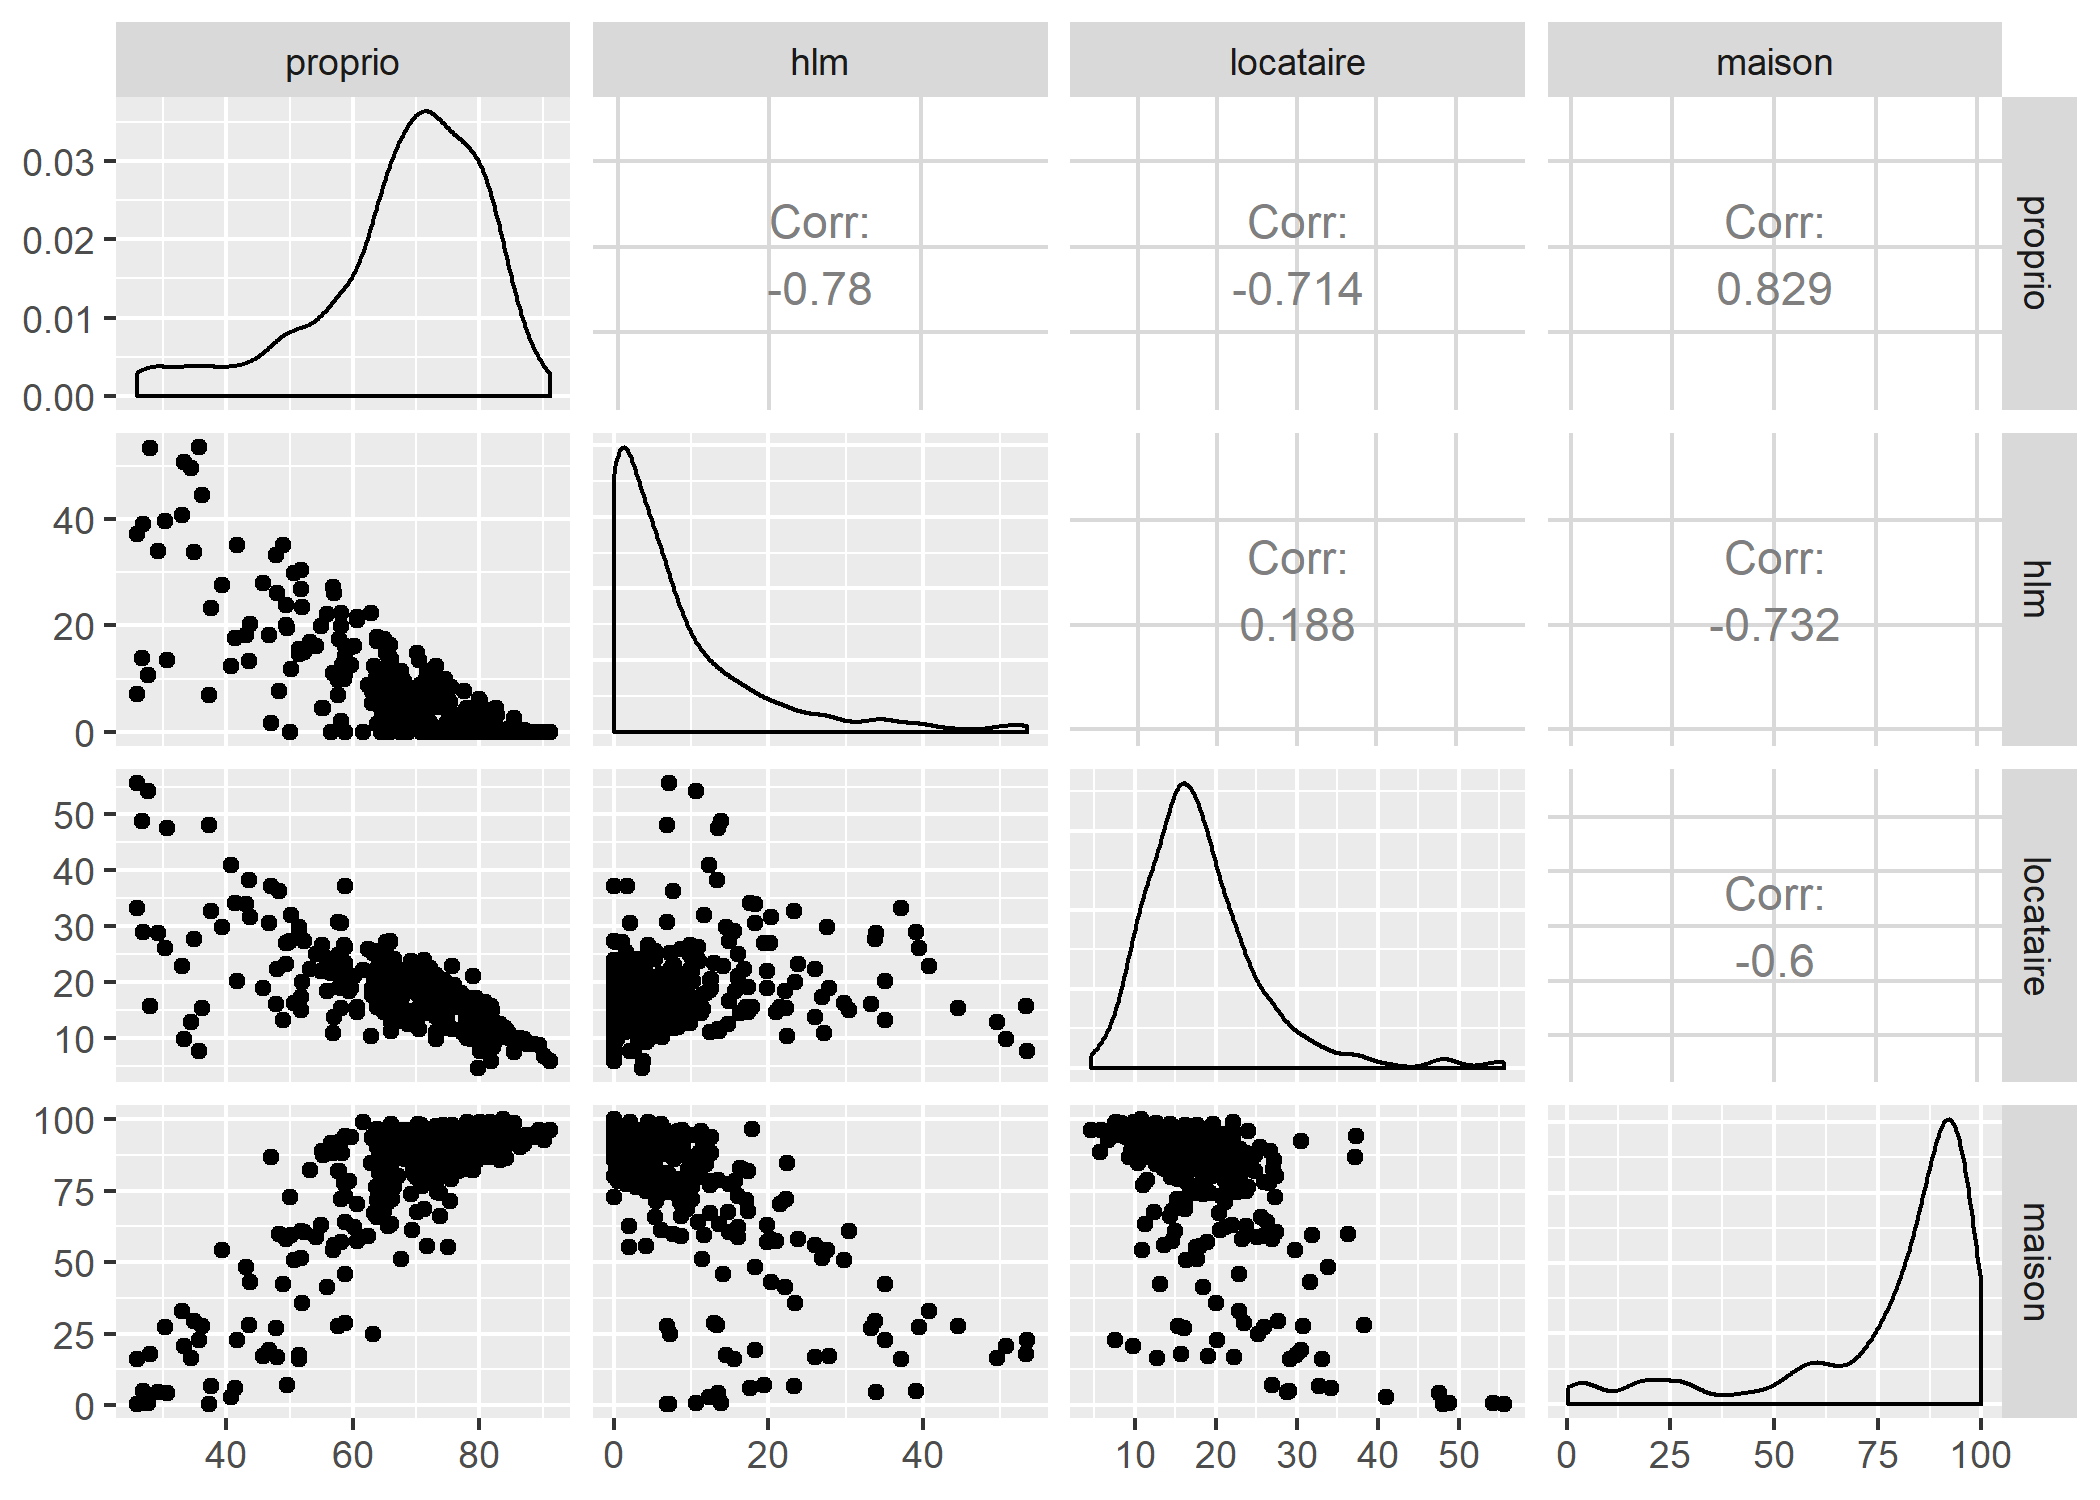 proprio hlm locataire maison
0.03
0.02
0.01
0.00
Corr:
-0.78
Corr:
-0.714
Corr:
0.829
proprio
40
20
0
Corr:
0.188
Corr:
-0.732
hlm
50
40
30
20
10
Corr:
-0.6
locataire
100
75
50
25
0
maison
40 60 80 0 20 40 10 20 30 40 50 0 25 50 75 100